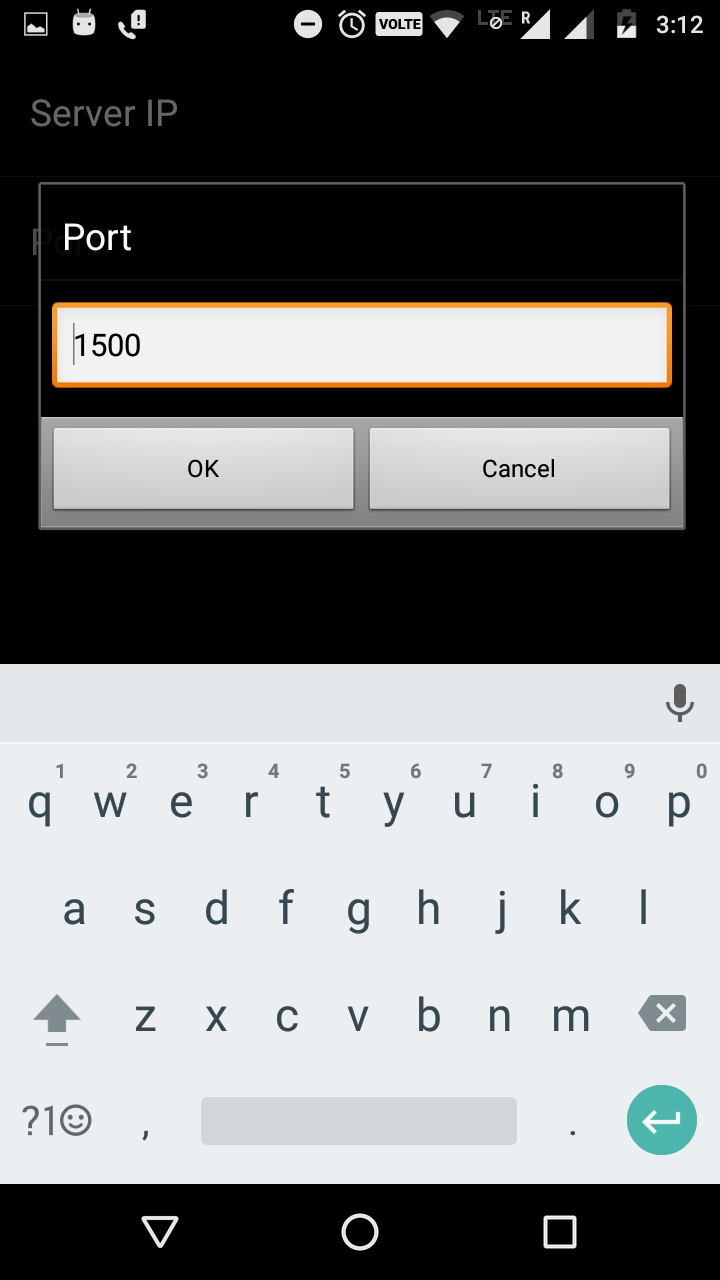 VOLTE LTE R 3:12
Server IP
Port
1500
OK Cancel
1 2 3 4 5 6 7 8 9 0
q w e r t y u i o p
a s d f g h j k l
z x c v b n m
?1 , .